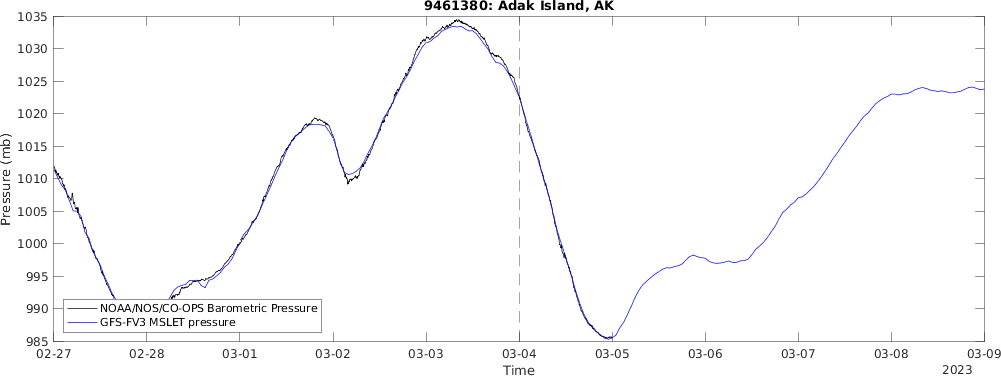 9461380: Adak Island, AK
Pressure (mb)
1035
1030
1025
1020
1015
1010
1005
1000
995
990
985
NOAA/NOS/CO-OPS Barometric Pressure
GFS-FV3 MSLET pressure
02-27 02-28 03-01 03-02 03-03 03-04 03-05 03-06 03-07 03-08 03-09
Time
2023